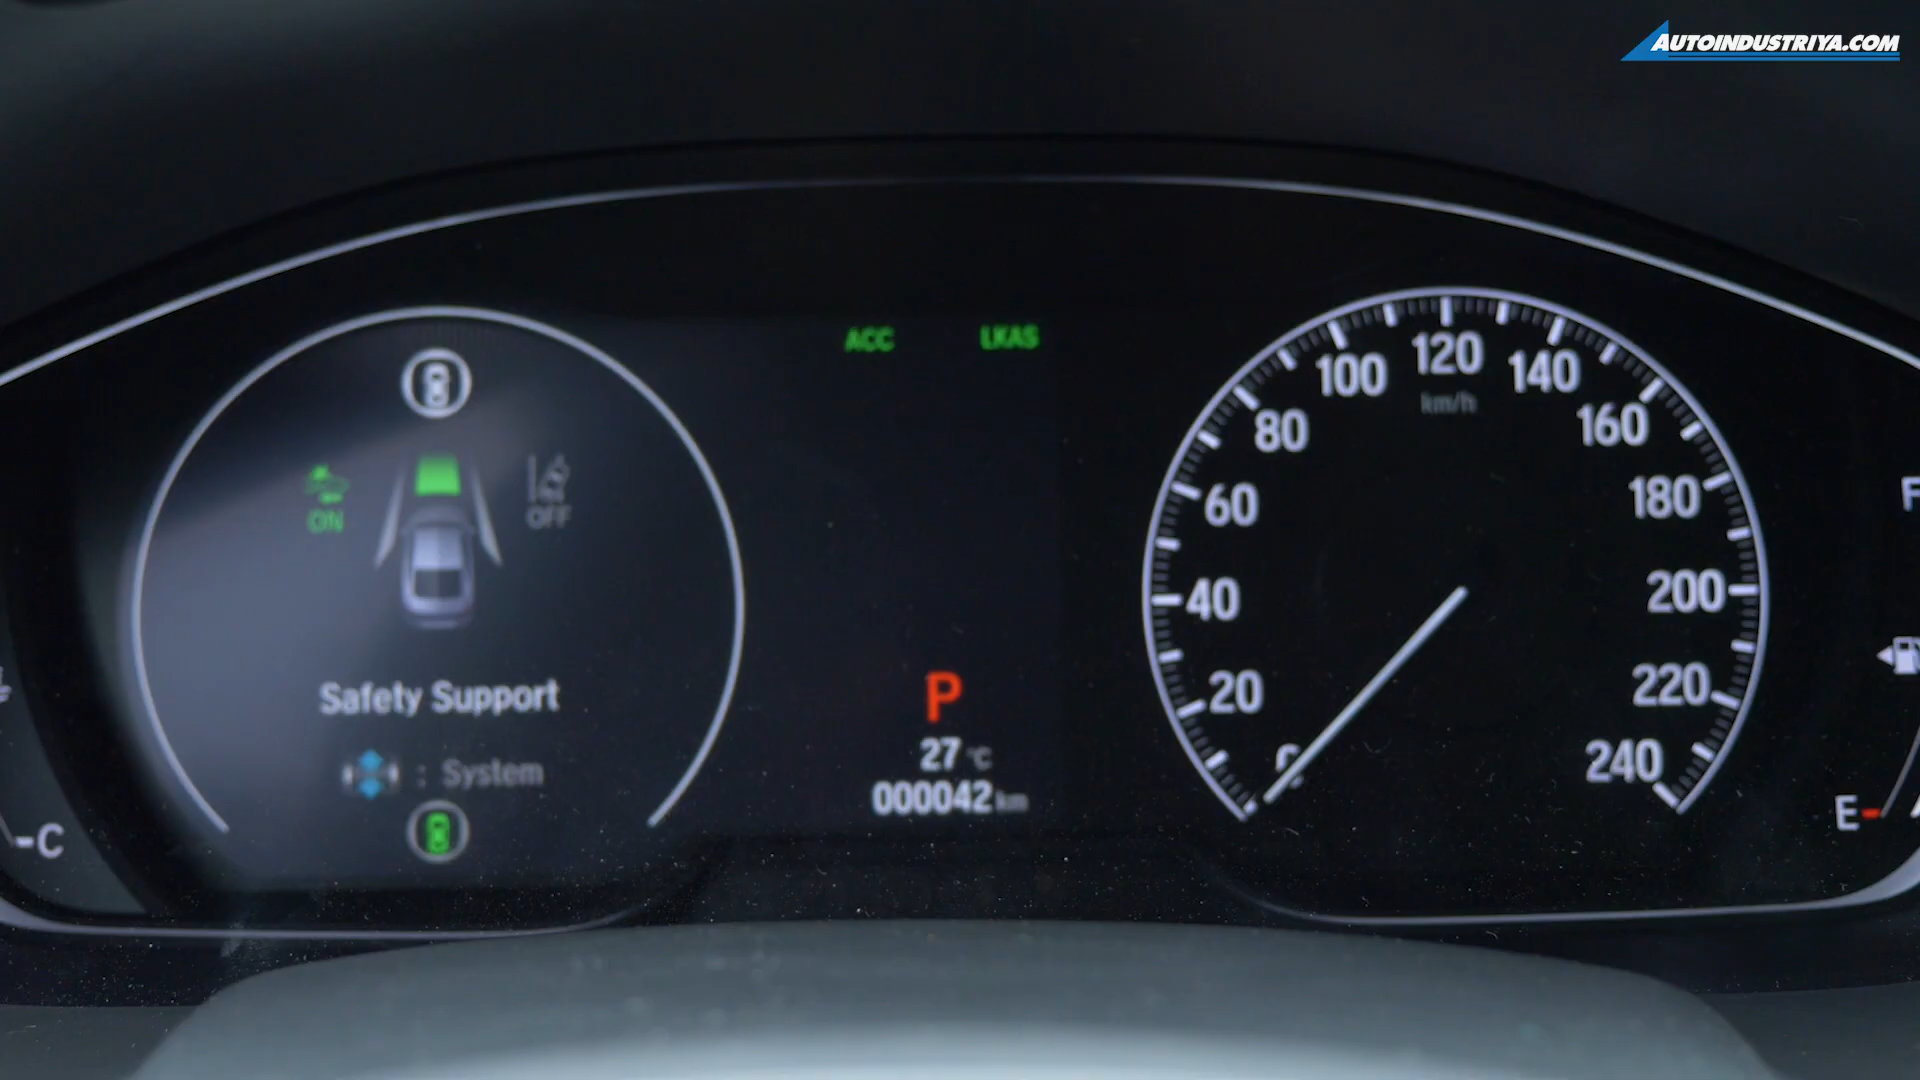 AUTOINDUSTRIYA.COM
ACC
LKAS
ON
OFF
Safety Support
: System
P
27 °C
000042 km
C
0
20
40
60
80
100
120
140
160
180
200
220
240
km/h
F
E